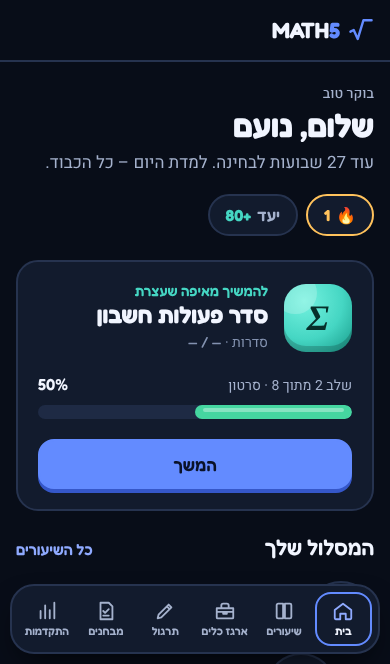 MATH5
בוקר טוב
שלום, נועם
עוד 27 שבועות לבחינה. למדת היום – כל הכבוד.
🔥 1
יעד 80+
Σ
להמשיך מאיפה שעצרת
סדר פעולות חשבון
סדרות · – / –
שלב 2 מתוך 8 · סרטון
50%
המשך
המסלול שלך
כל השיעורים
בית
שיעורים
ארגז כלים
תרגול
מבחנים
התקדמות